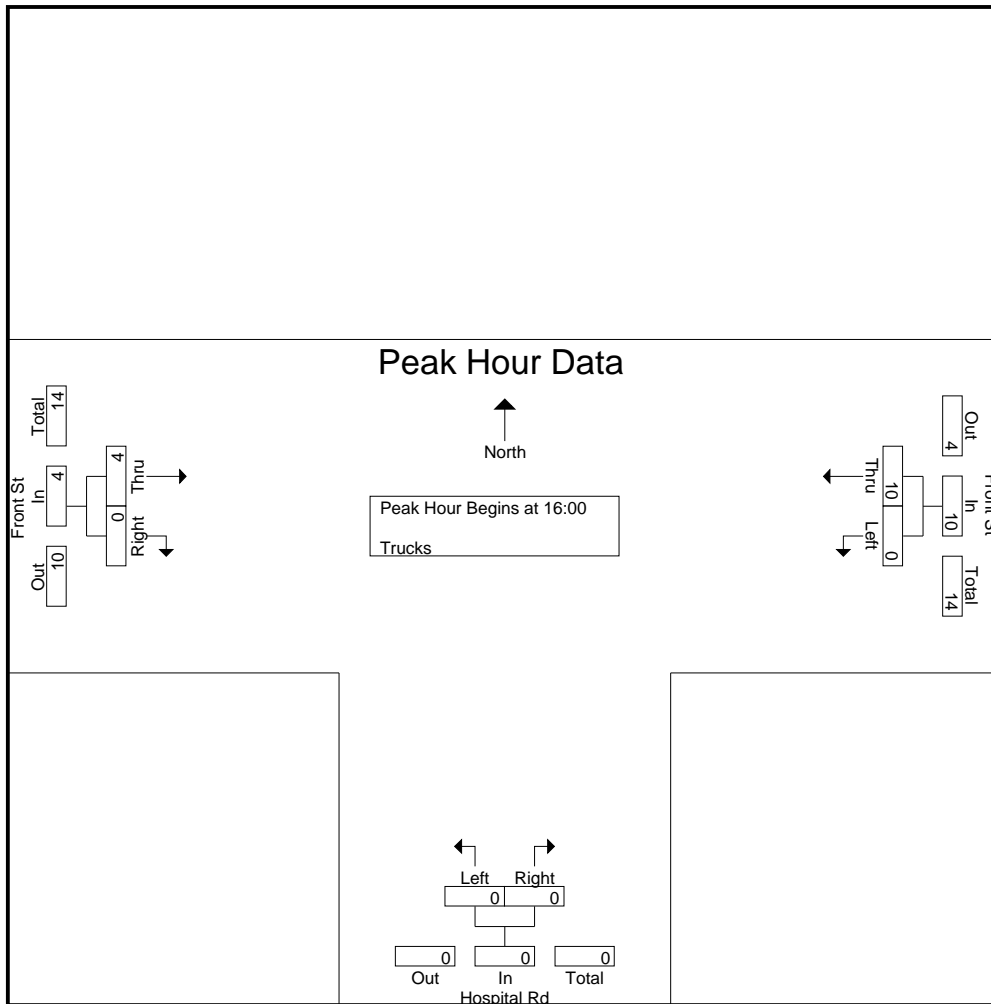 Peak Hour Data
North
Peak Hour Begins at 16:00
Trucks
Front St
Total
14
In
4
Out
10
4
Thru
0
Right
Out
4
In
10
Total
14
Front St
Thru
10
Left
0
Left
Right
0
0
0
0
0
Out
In
Total
Hospital Rd